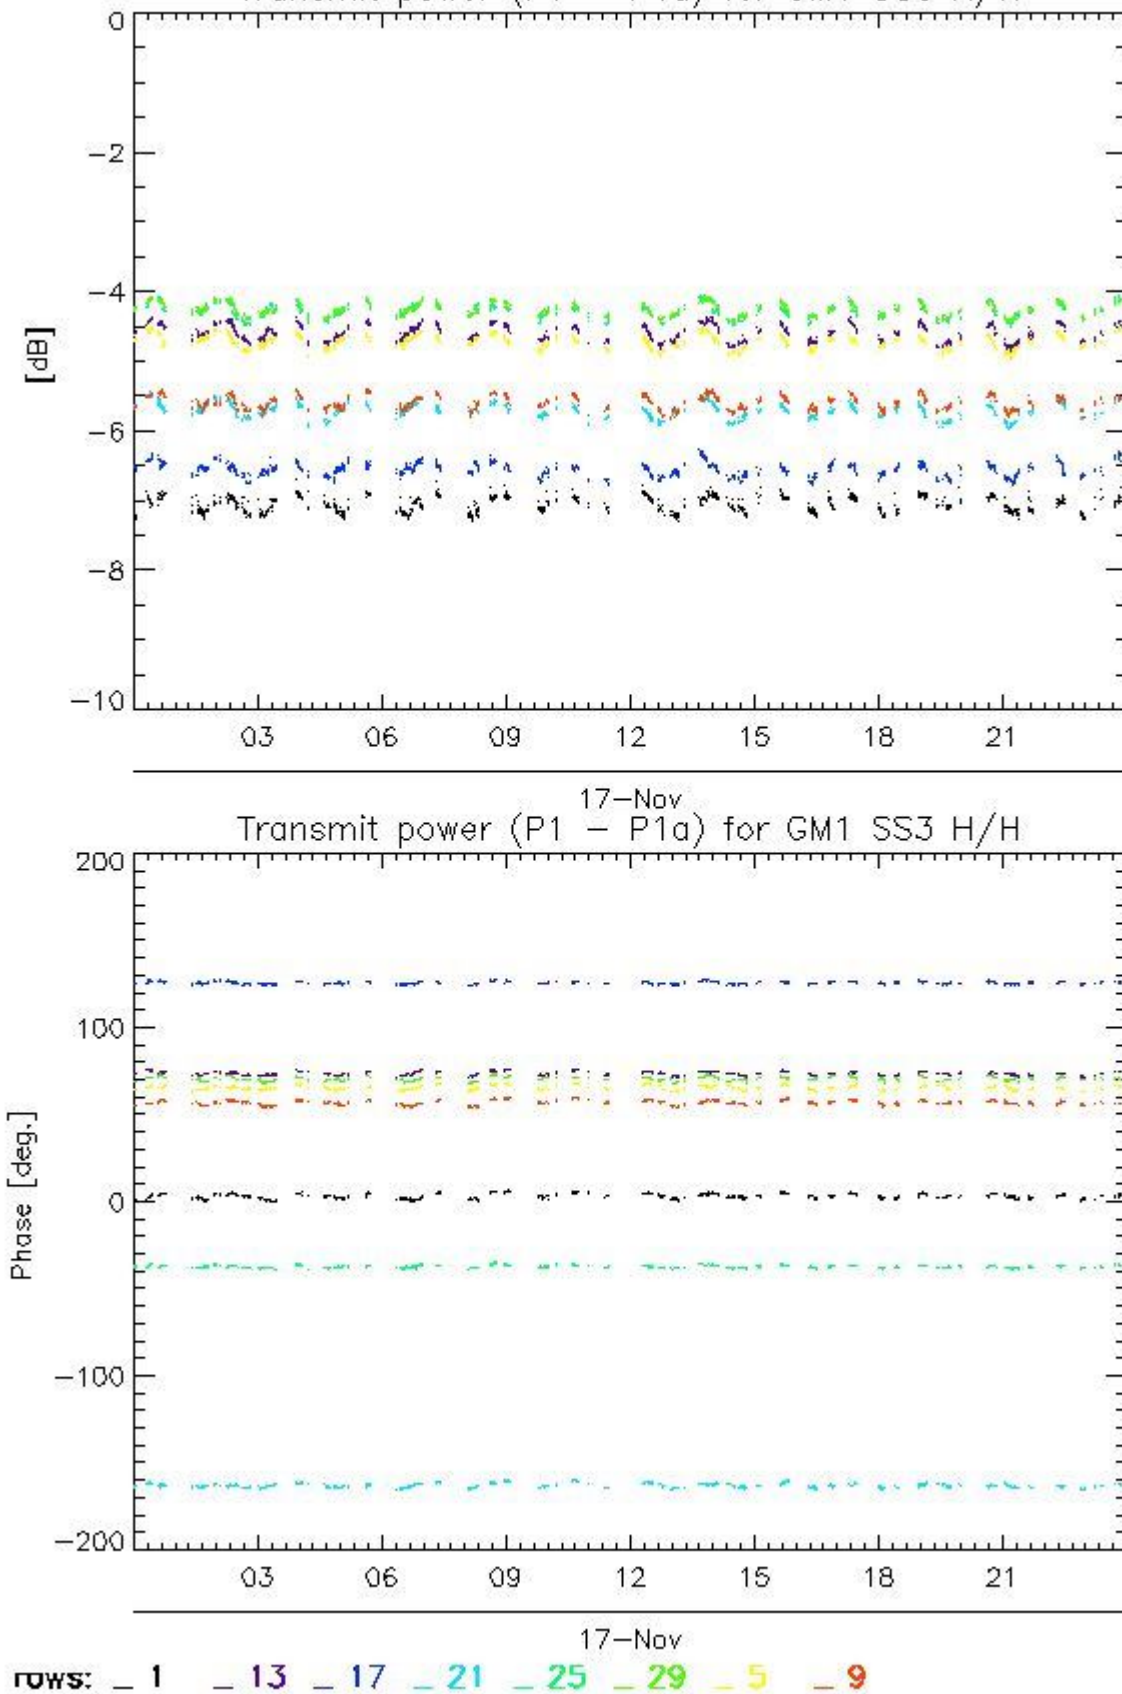 0
-2
-4
[dB]
-6
-8
-10
03 06 09 12 15 18 21
17-Nov
Transmit power (P1 - P1a) for GM1 SS3 H/H
200
100
Phase [deg.]
0
-100
-200
03 06 09 12 15 18 21
17-Nov
rows: _ 1 _ 13 _ 17 _ 21 _ 25 _ 29 _ 5 _ 9